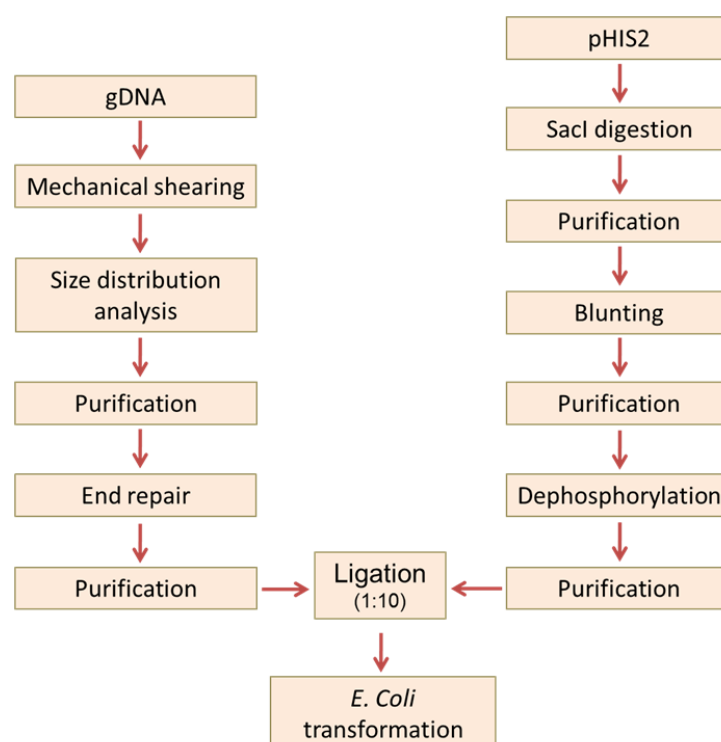 gDNA
Mechanical shearing
Size distribution
analysis
Purification
End repair
Purification
pHIS2
SacI digestion
Purification
Blunting
Purification
Dephosphorylation
Purification
Ligation
(1:10)
E. Coli
transformation